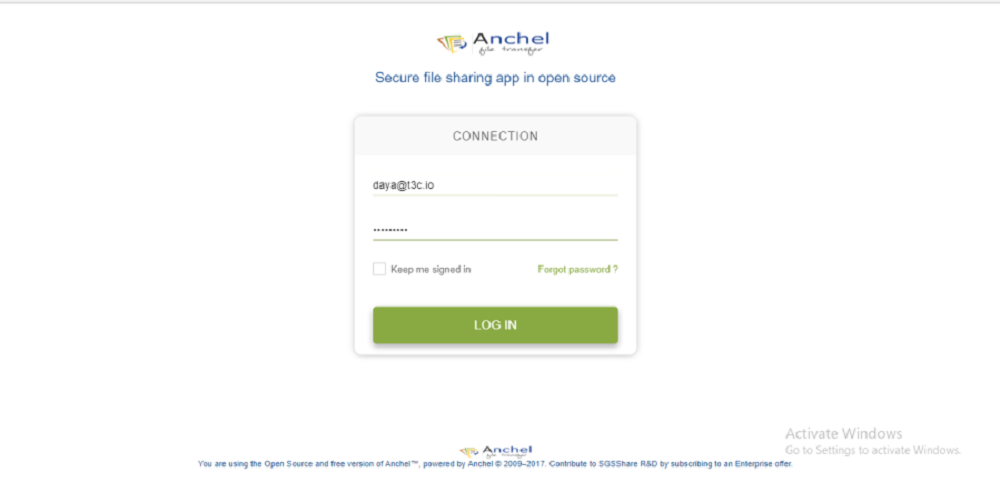 Anchel
file transfer
Secure file sharing app in open source
CONNECTION
daya@t3c.io
Keep me signed in
Forgot password ?
LOG IN
Activate Windows
Go to Settings to activate Windows.
Anchel
file transfer
You are using the Open Source and free version of Anchel™, powered by Anchel © 2009–2017. Contribute to SGSShare R&D by subscribing to an Enterprise offer.